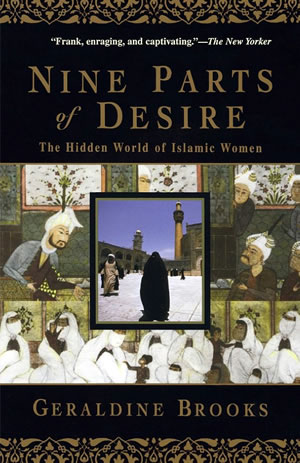 “Frank, enraging, and captivating.”—The New Yorker
NINE PARTS
of DESIRE
The Hidden World of Islamic Women
GERALDINE BROOKS